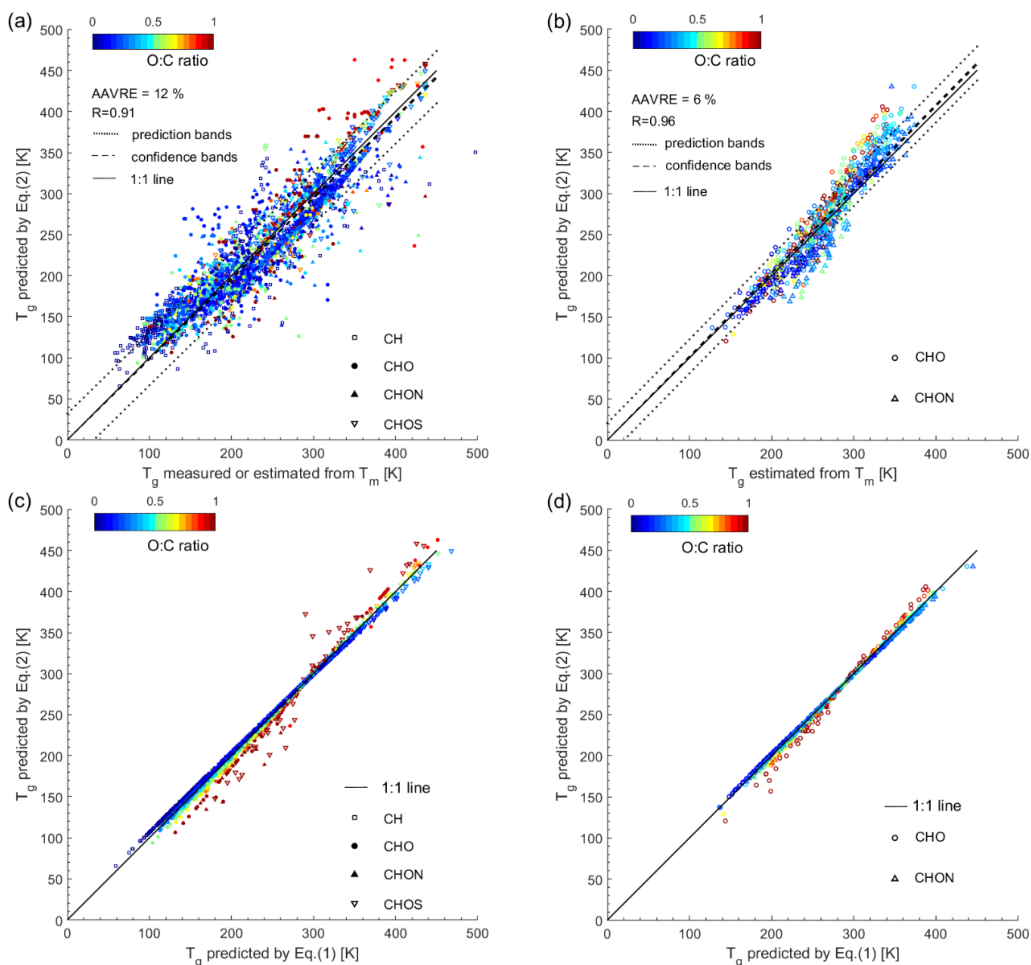 (a)
0 0.5 1
O:C ratio
AAVRE = 12 %
R=0.91
prediction bands
confidence bands
1:1 line
CH
CHO
CHON
CHOS
500
450
400
350
300
250
200
150
100
50
0
0 100 200 300 400 500
T_g predicted by Eq.(2) [K]
T_g measured or estimated from T_m [K]
(b)
0 0.5 1
O:C ratio
AAVRE = 6 %
R=0.96
prediction bands
confidence bands
1:1 line
CHO
CHON
500
450
400
350
300
250
200
150
100
50
0
0 100 200 300 400 500
T_g predicted by Eq.(2) [K]
T_g estimated from T_m [K]
(c)
0 0.5 1
O:C ratio
1:1 line
CH
CHO
CHON
CHOS
500
450
400
350
300
250
200
150
100
50
0
0 100 200 300 400 500
T_g predicted by Eq.(2) [K]
T_g predicted by Eq.(1) [K]
(d)
0 0.5 1
O:C ratio
1:1 line
CHO
CHON
500
450
400
350
300
250
200
150
100
50
0
0 100 200 300 400 500
T_g predicted by Eq.(2) [K]
T_g predicted by Eq.(1) [K]